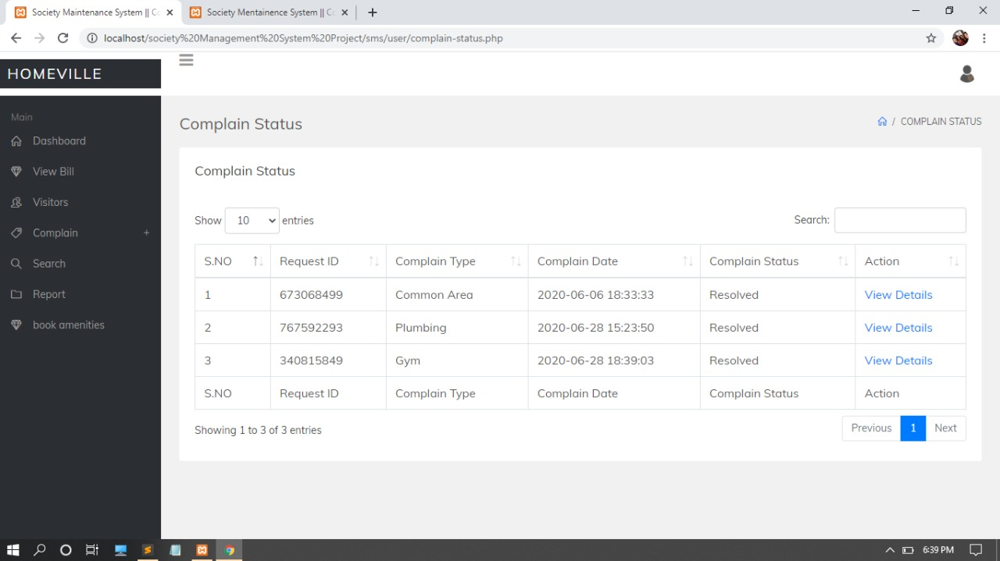 Society Maintenance System || Co
Society Mentainence System || Co
localhost/society%20Management%20System%20Project/sms/user/complain-status.php
HOMEVILLE
Main
Dashboard
View Bill
Visitors
Complain +
Search
Report
book amenities
Complain Status
/ COMPLAIN STATUS
Complain Status
Show 10 entries
Search:
S.NO Request ID Complain Type Complain Date Complain Status Action
1 673068499 Common Area 2020-06-06 18:33:33 Resolved View Details
2 767592293 Plumbing 2020-06-28 15:23:50 Resolved View Details
3 340815849 Gym 2020-06-28 18:39:03 Resolved View Details
S.NO Request ID Complain Type Complain Date Complain Status Action
Showing 1 to 3 of 3 entries
Previous 1 Next
6:39 PM